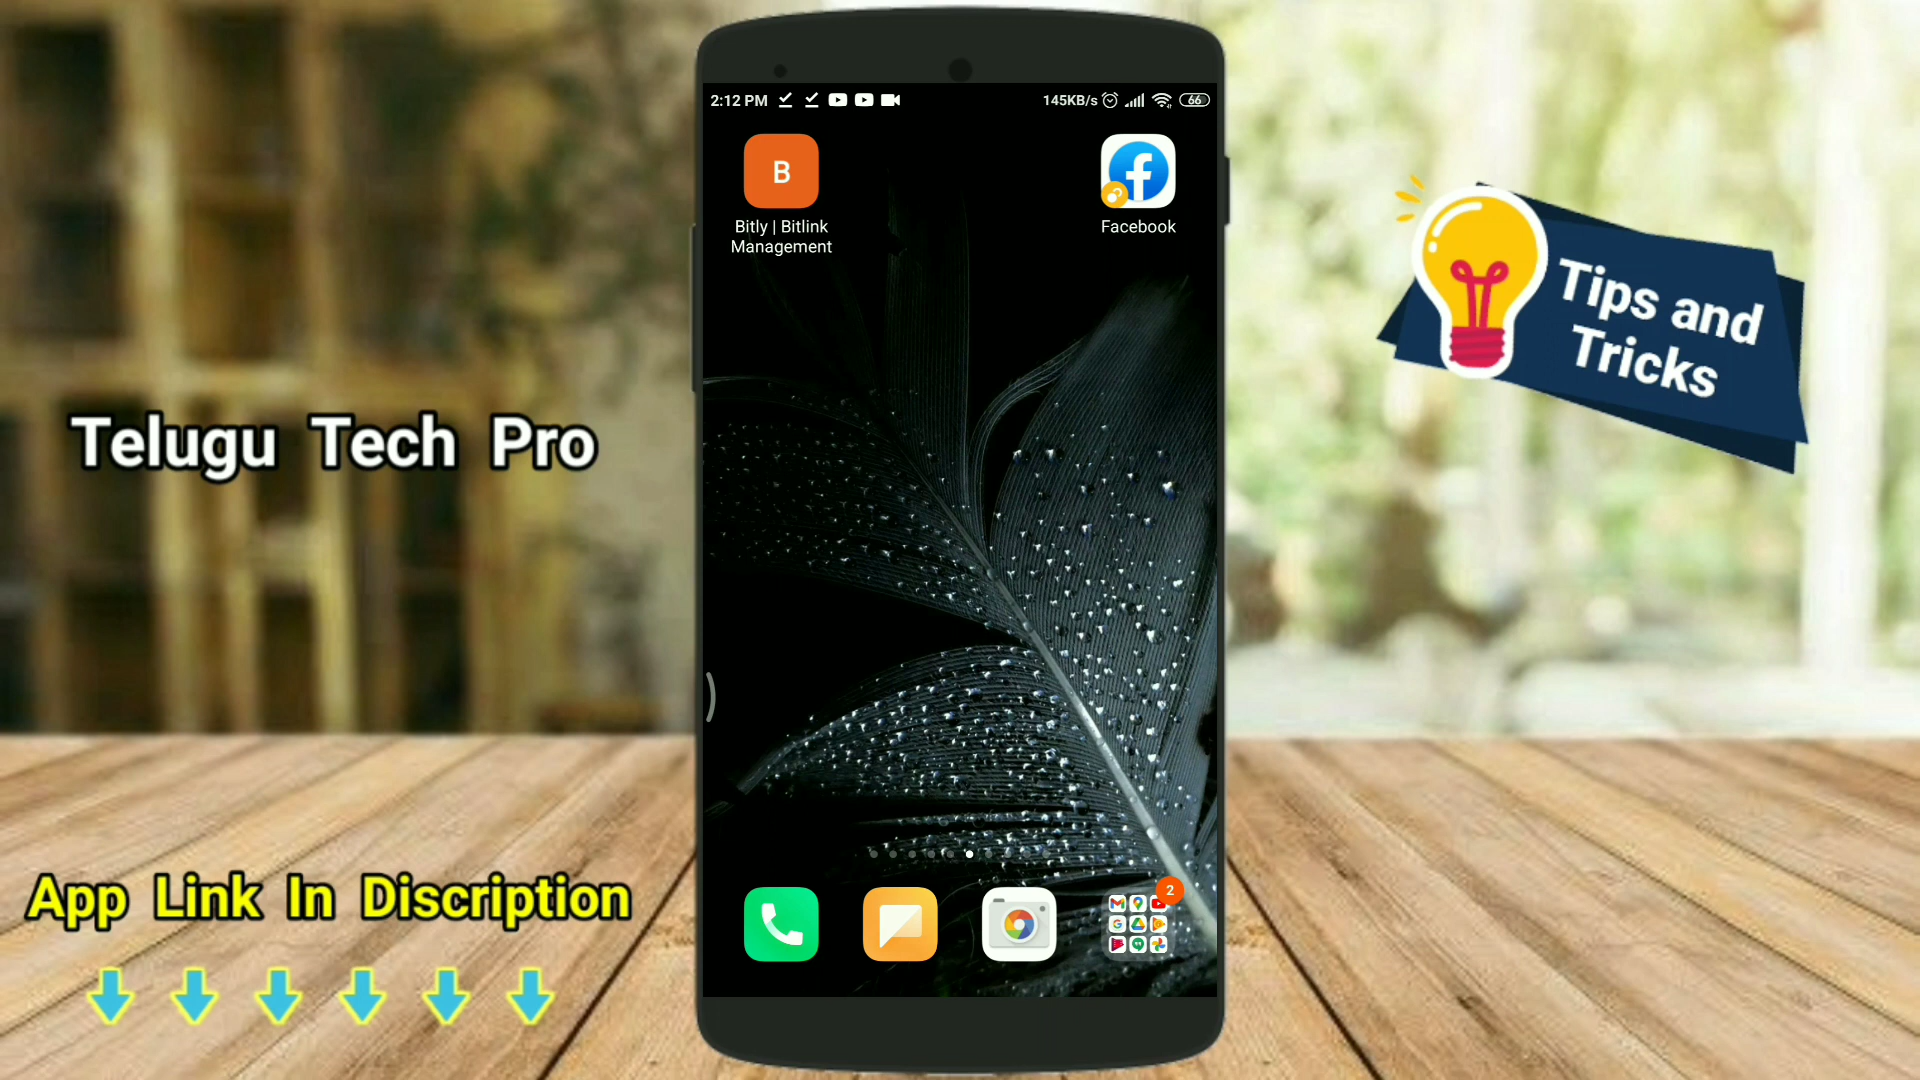 2:12 PM
145KB/s
66
B
Bitly | Bitlink
Management
Facebook
Tips and
Tricks
Telugu Tech Pro
App Link In Discription
2